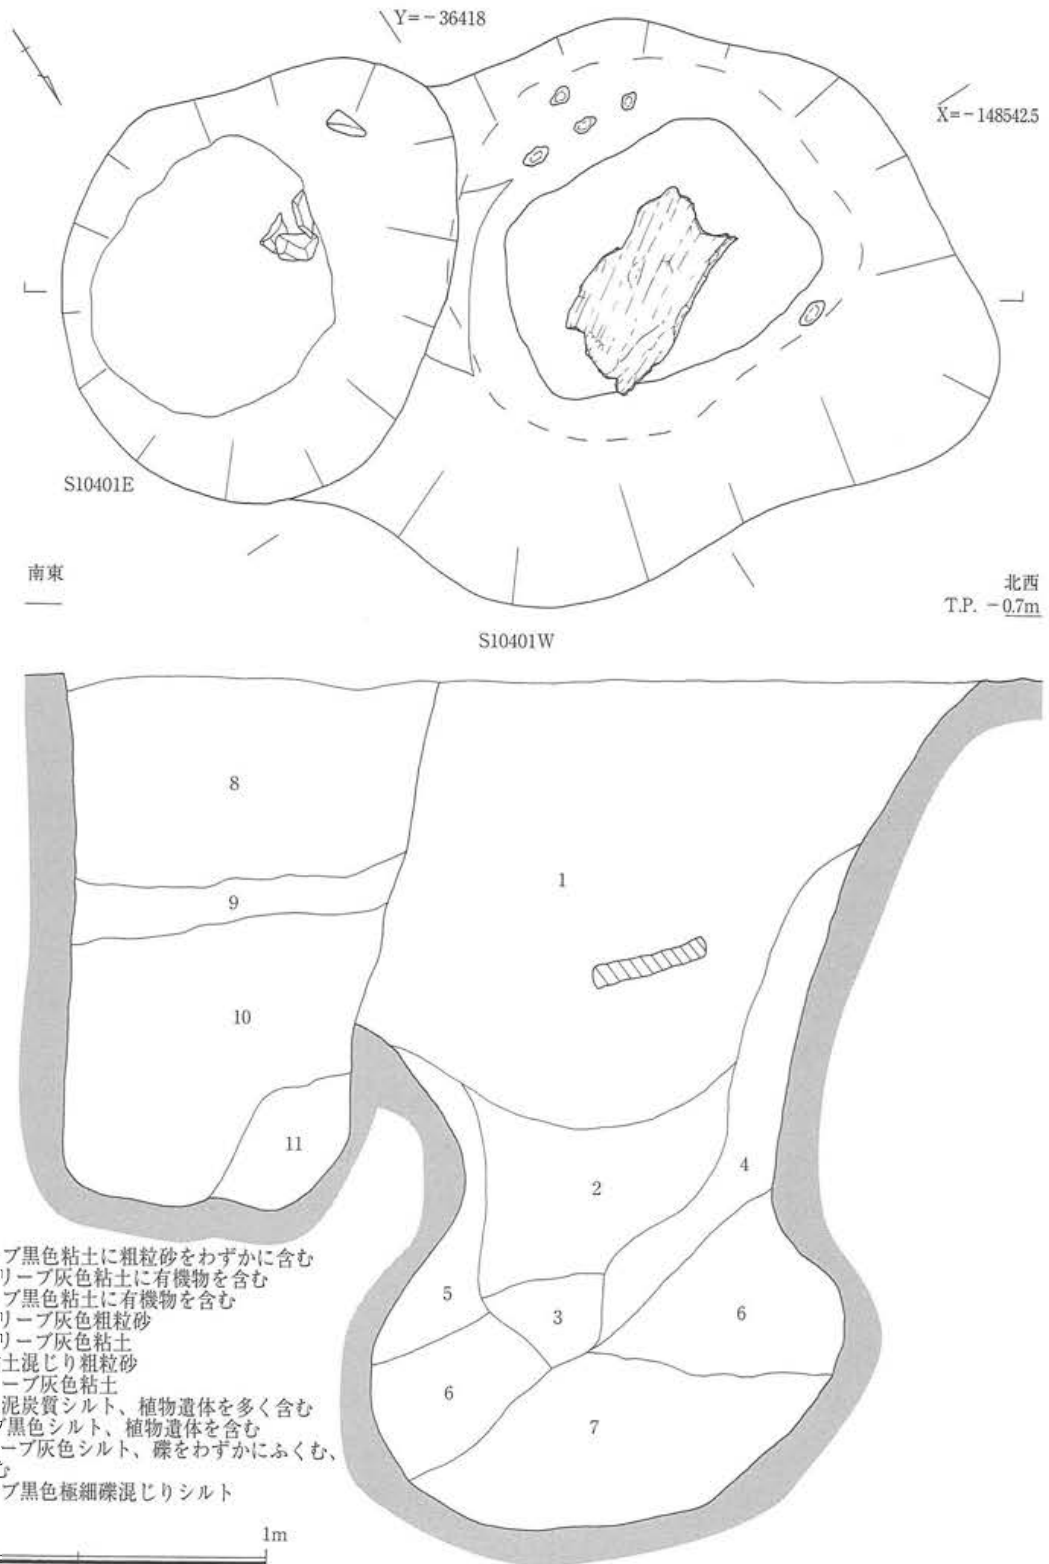 Y=－36418
X=－148542.5
S10401E
南東
北西
T.P. －0.7m
S10401W
8
1
9
10
11
2
4
5
3
6
6
7
ブ黒色粘土に粗粒砂をわずかに含む
リーブ灰色粘土に有機物を含む
ブ黒色粘土に有機物を含む
リーブ灰色粗粒砂
リーブ灰色粘土
土混じり粗粒砂
ーブ灰色粘土
泥炭質シルト、植物遺体を多く含む
ブ黒色シルト、植物遺体を含む
ーブ灰色シルト、礫をわずかにふくむ、
む
ブ黒色極細礫混じりシルト
1m